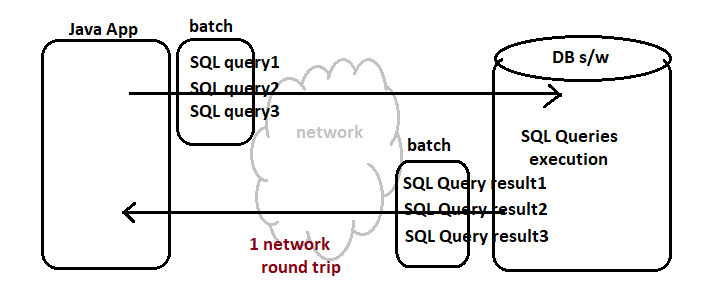 Java App
batch
SQL query1
SQL query2
SQL query3
network
DB s/w
SQL Queries
execution
batch
SQL Query result1
SQL Query result2
SQL Query result3
1 network
round trip